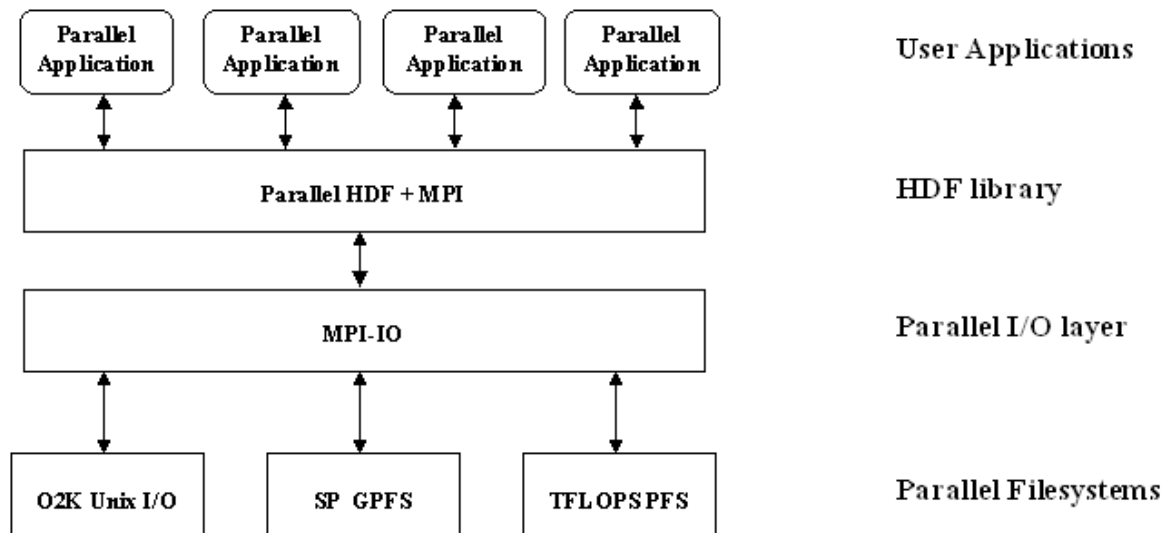 Parallel Application
Parallel Application
Parallel Application
Parallel Application
User Applications
Parallel HDF + MPI
HDF library
MPI-IO
Parallel I/O layer
O2K Unix I/O
SP GPFS
TFLOPS PFS
Parallel Filesystems